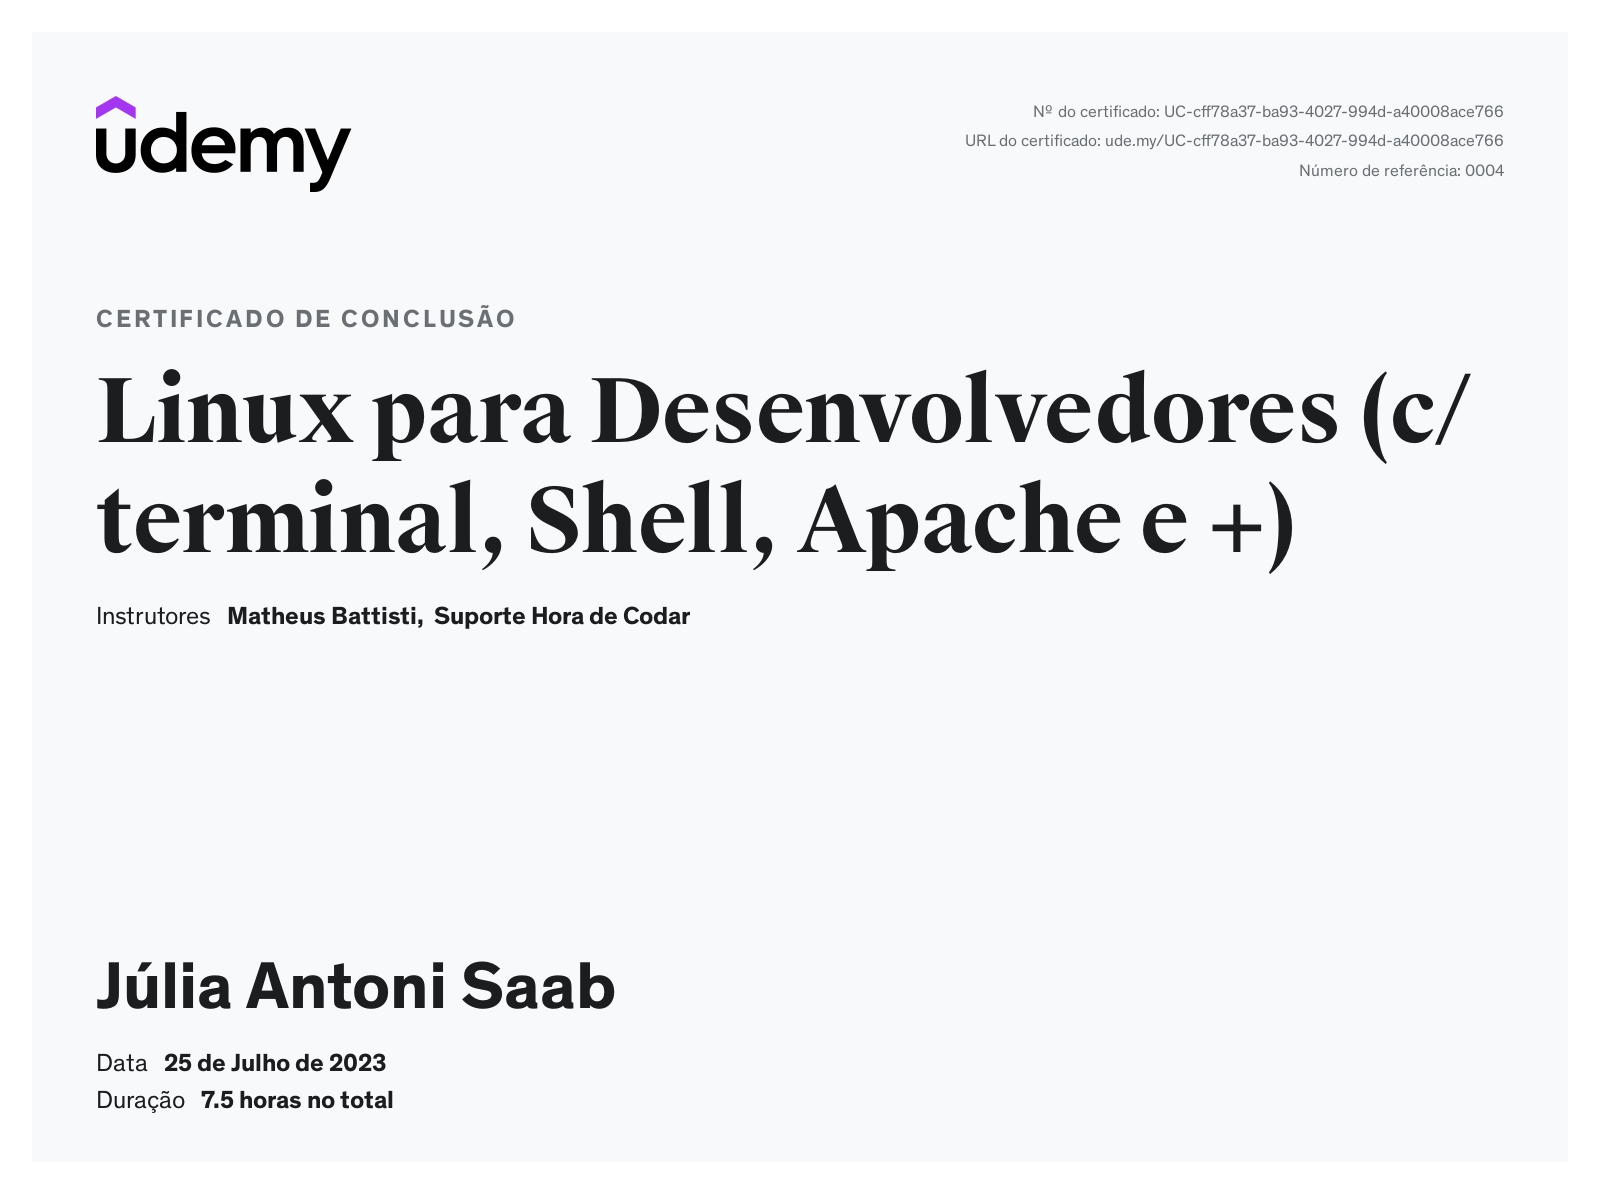 udemy
Nº do certificado: UC-cff78a37-ba93-4027-994d-a40008ace766
URL do certificado: ude.my/UC-cff78a37-ba93-4027-994d-a40008ace766
Número de referência: 0004
CERTIFICADO DE CONCLUSÃO
Linux para Desenvolvedores (c/
terminal, Shell, Apache e +)
Instrutores Matheus Battisti, Suporte Hora de Codar
Júlia Antoni Saab
Data 25 de Julho de 2023
Duração 7.5 horas no total